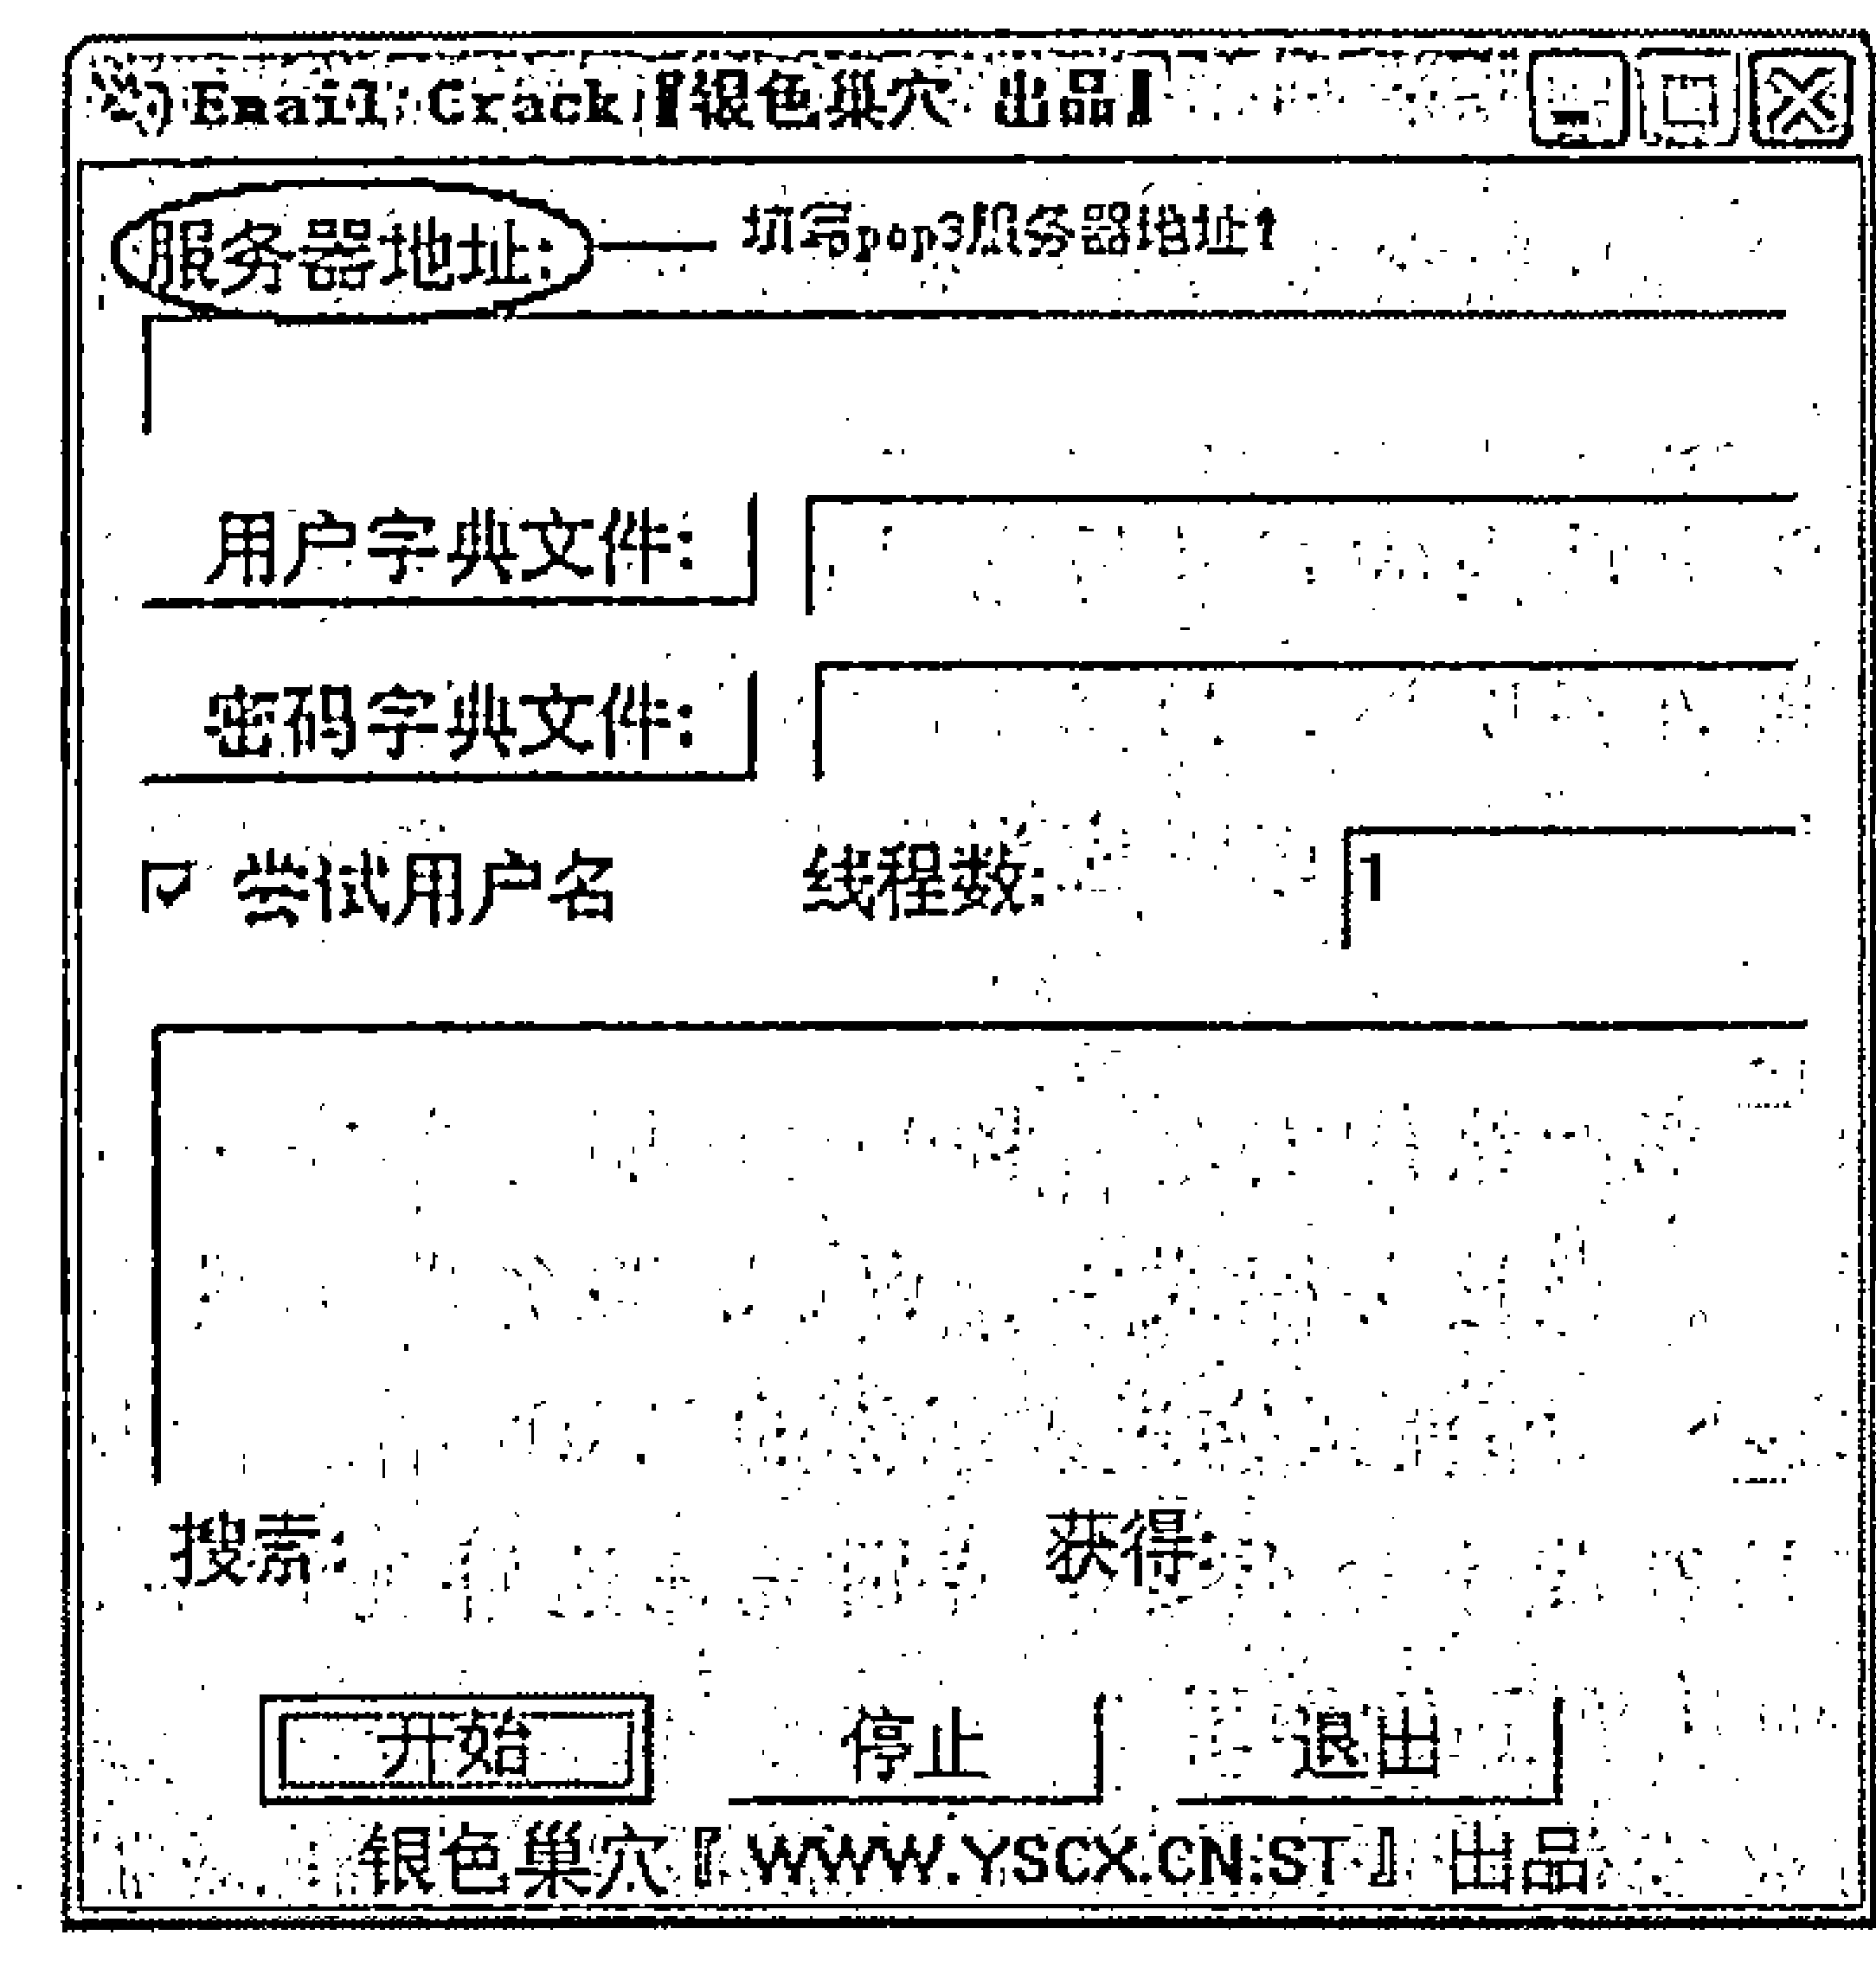 Email Crack『银色巢穴 出品』
服务器地址: 填写pop3服务器地址!
用户字典文件:
密码字典文件:
尝试用户名 线程数: 1
搜索: 获得:
开始 停止 退出
银色巢穴『WWW.YSCX.CN.ST』出品